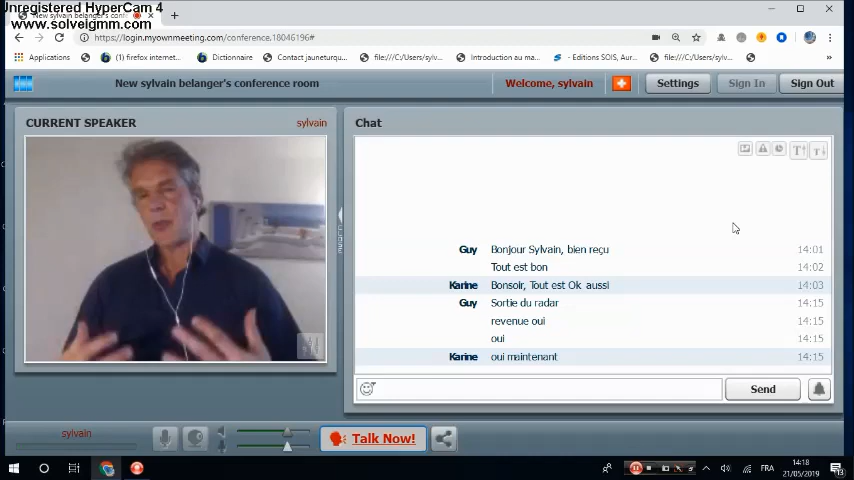 Unregistered HyperCam 4
www.solveigmm.com
New sylvain belanger's conference
https://login.myownmeeting.com/conference.18046196#
Applications
(1) firefox internet...
Dictionnaire
Contact jauneturqu...
file:///C:/Users/sylv...
Introduction au ma...
- Editions SOIS, Aur...
file:///C:/Users/sylv...
New sylvain belanger's conference room
Welcome, sylvain
Settings
Sign In
Sign Out
CURRENT SPEAKER
sylvain
Chat
Guy Bonjour Sylvain, bien reçu 14:01
Tout est bon 14:02
Karine Bonsoir, Tout est Ok aussi 14:03
Guy Sortie du radar 14:15
revenue oui 14:15
oui 14:15
Karine oui maintenant 14:15
Send
sylvain
Talk Now!
FRA
14:18
21/05/2019